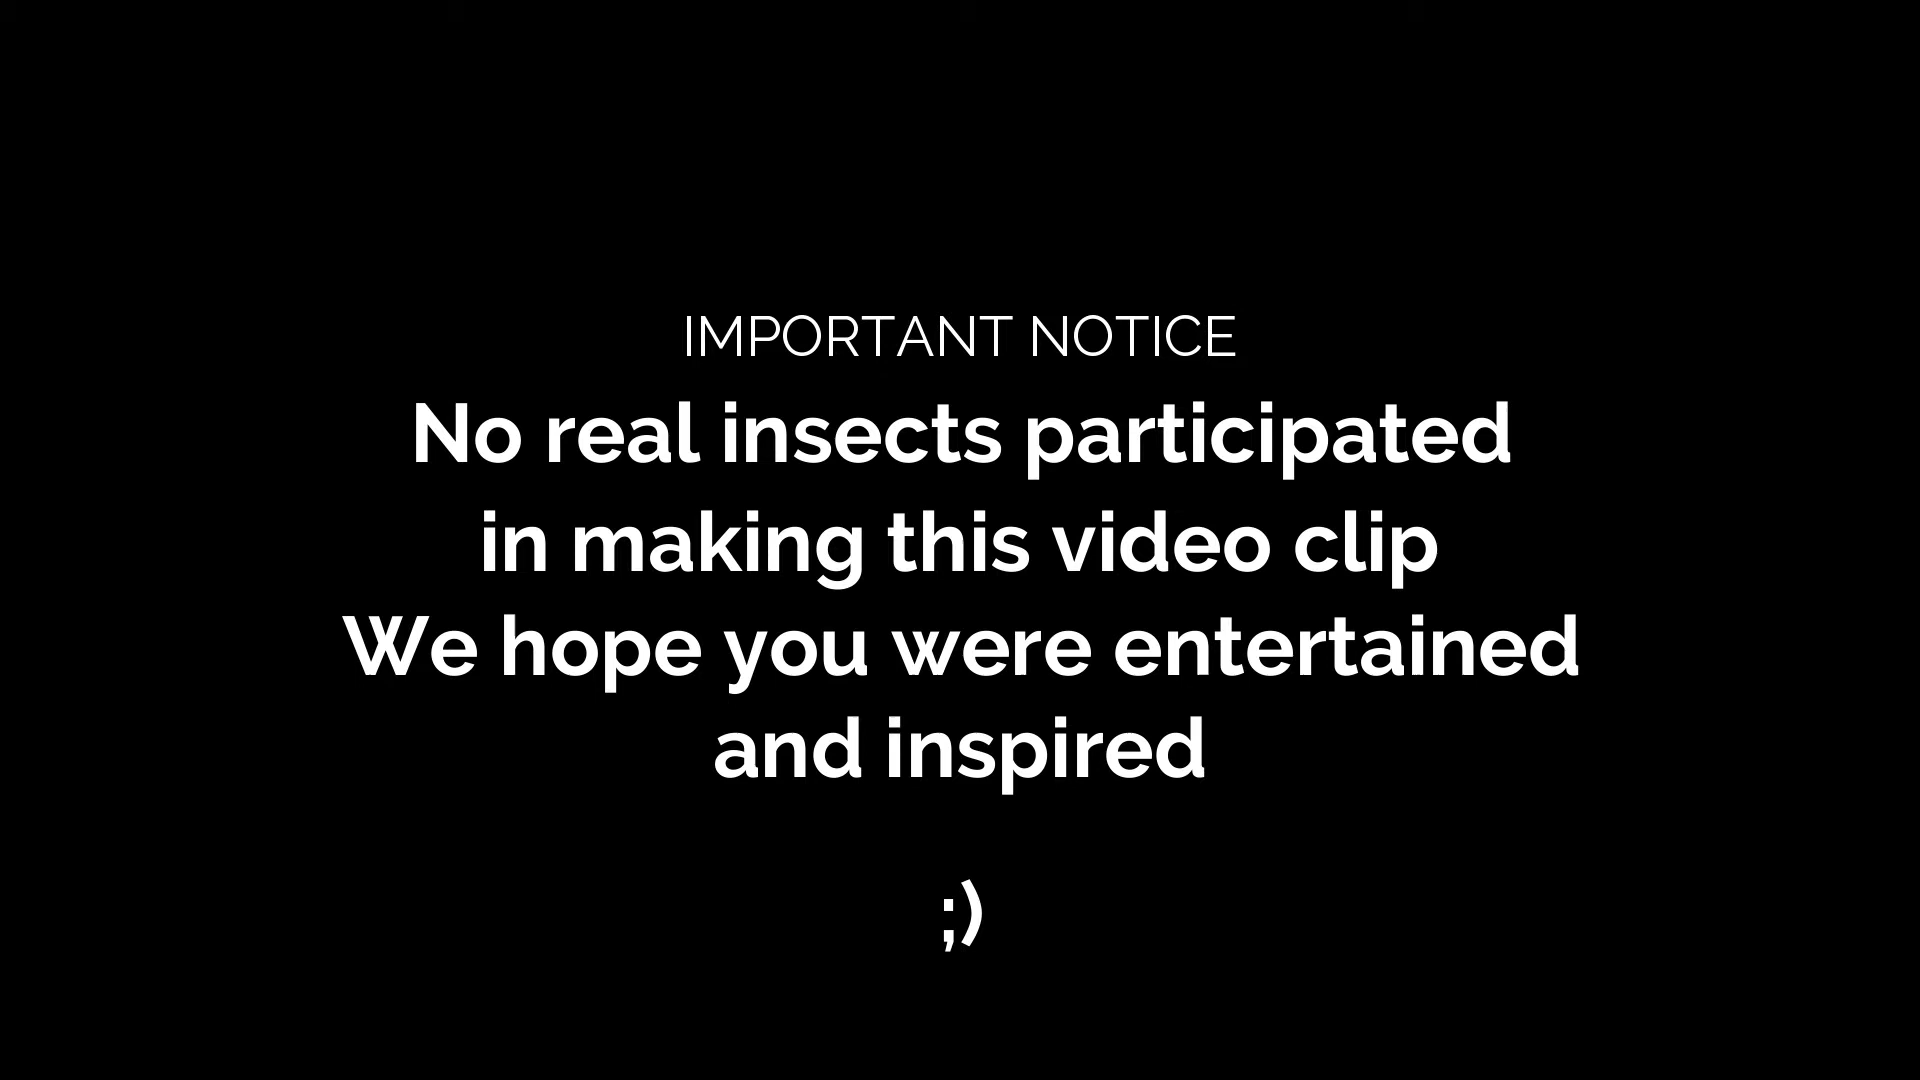 IMPORTANT NOTICE
No real insects participated
in making this video clip
We hope you were entertained
and inspired
;)